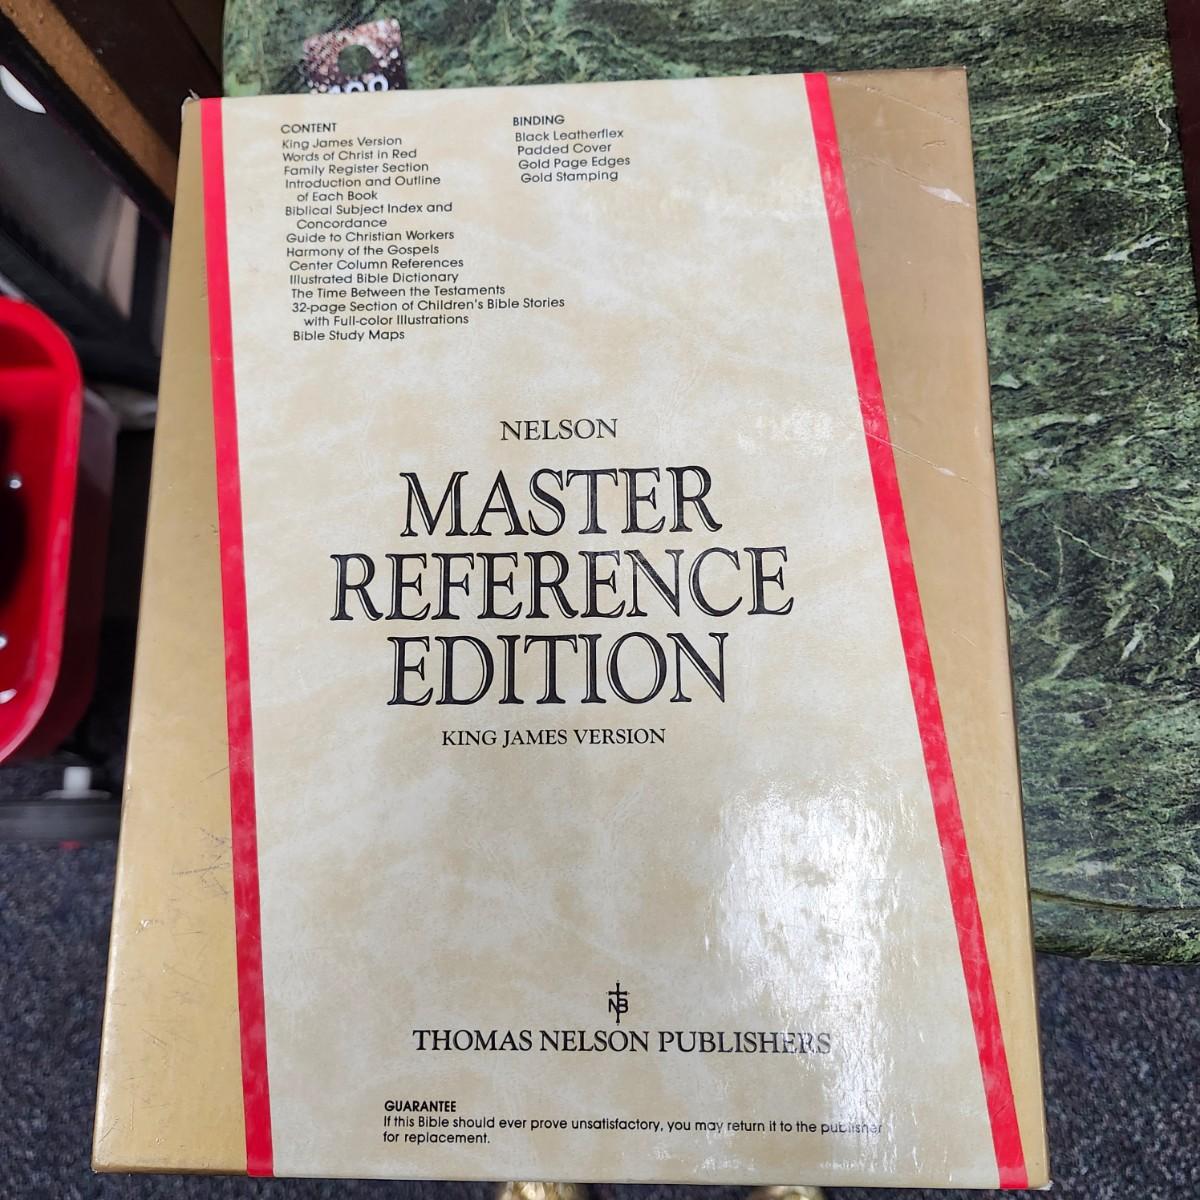 CONTENT
King James Version
Words of Christ in Red
Family Register Section
Introduction and Outline
of Each Book
Biblical Subject Index and
Concordance
Guide to Christian Workers
Harmony of the Gospels
Center Column References
Illustrated Bible Dictionary
The Time Between the Testaments
32-page Section of Children's Bible Stories
with Full-color Illustrations
Bible Study Maps
BINDING
Black Leatherflex
Padded Cover
Gold Page Edges
Gold Stamping
NELSON
MASTER
REFERENCE
EDITION
KING JAMES VERSION
NB
THOMAS NELSON PUBLISHERS
GUARANTEE
If this Bible should ever prove unsatisfactory, you may return it to the publisher
for replacement.